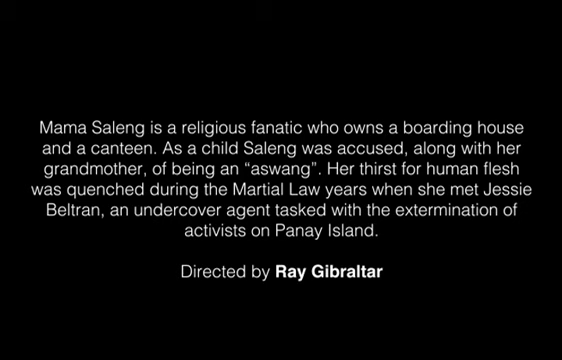 Mama Saleng is a religious fanatic who owns a boarding house
and a canteen. As a child Saleng was accused, along with her
grandmother, of being an “aswang”. Her thirst for human flesh
was quenched during the Martial Law years when she met Jessie
Beltran, an undercover agent tasked with the extermination of
activists on Panay Island.
Directed by Ray Gibraltar